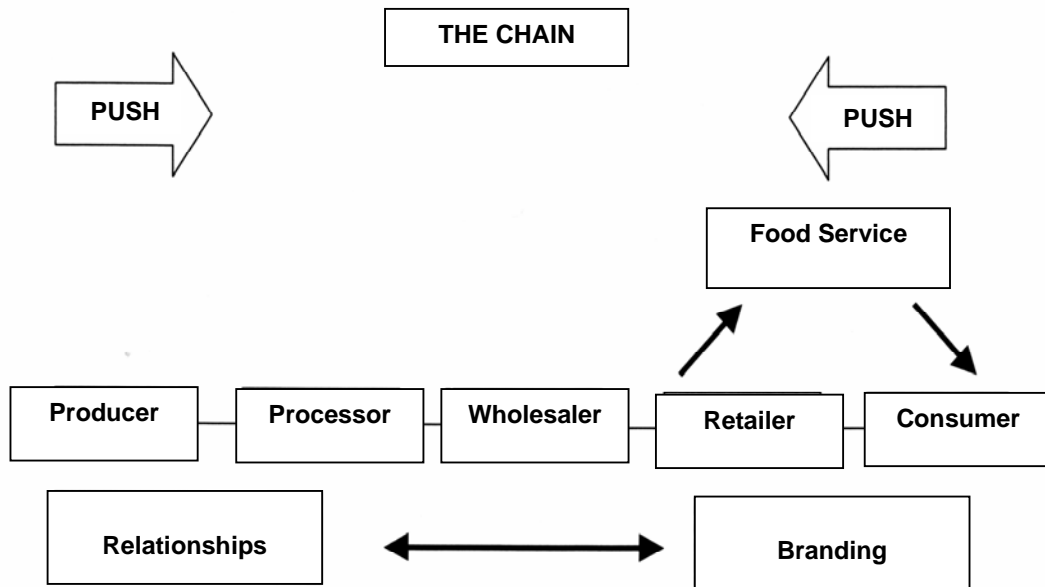 THE CHAIN
PUSH
PUSH
Food Service
Producer
Processor
Wholesaler
Retailer
Consumer
Relationships
Branding